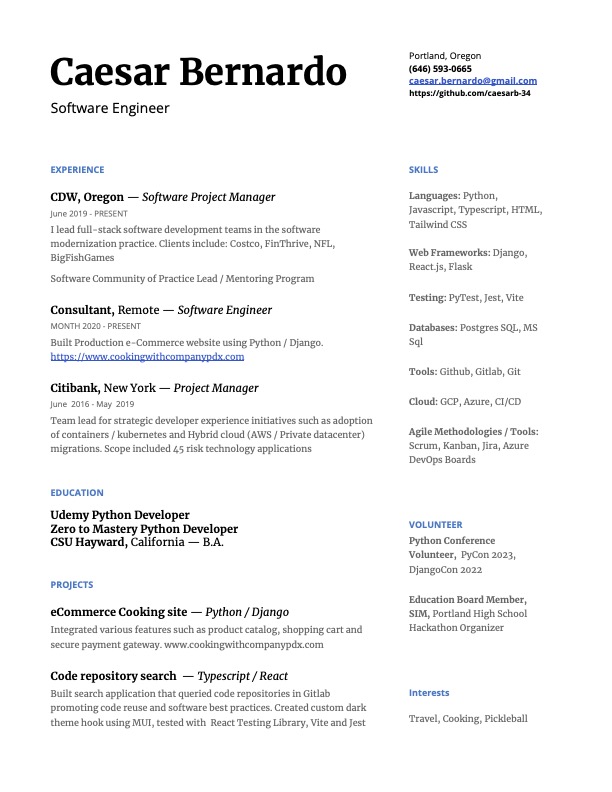 Caesar Bernardo
Software Engineer
Portland, Oregon
(646) 593-0665
caesar.bernardo@gmail.com
https://github.com/caesarb-34
EXPERIENCE
CDW, Oregon — Software Project Manager
June 2019 - PRESENT
I lead full-stack software development teams in the software
modernization practice. Clients include: Costco, FinThrive, NFL,
BigFishGames
Software Community of Practice Lead / Mentoring Program
Consultant, Remote — Software Engineer
MONTH 2020 - PRESENT
Built Production e-Commerce website using Python / Django.
https://www.cookingwithcompanypdx.com
Citibank, New York — Project Manager
June  2016 - May  2019
Team lead for strategic developer experience initiatives such as adoption
of containers / kubernetes and Hybrid cloud (AWS / Private datacenter)
migrations. Scope included 45 risk technology applications
EDUCATION
Udemy Python Developer
Zero to Mastery Python Developer
CSU Hayward, California — B.A.
PROJECTS
eCommerce Cooking site — Python / Django
Integrated various features such as product catalog, shopping cart and
secure payment gateway. www.cookingwithcompanypdx.com
Code repository search  — Typescript / React
Built search application that queried code repositories in Gitlab
promoting code reuse and software best practices. Created custom dark
theme hook using MUI, tested with  React Testing Library, Vite and Jest
SKILLS
Languages: Python,
Javascript, Typescript, HTML,
Tailwind CSS
Web Frameworks: Django,
React.js, Flask
Testing: PyTest, Jest, Vite
Databases: Postgres SQL, MS
Sql
Tools: Github, Gitlab, Git
Cloud: GCP, Azure, CI/CD
Agile Methodologies / Tools:
Scrum, Kanban, Jira, Azure
DevOps Boards
VOLUNTEER
Python Conference
Volunteer,  PyCon 2023,
DjangoCon 2022
Education Board Member,
SIM, Portland High School
Hackathon Organizer
Interests
Travel, Cooking, Pickleball